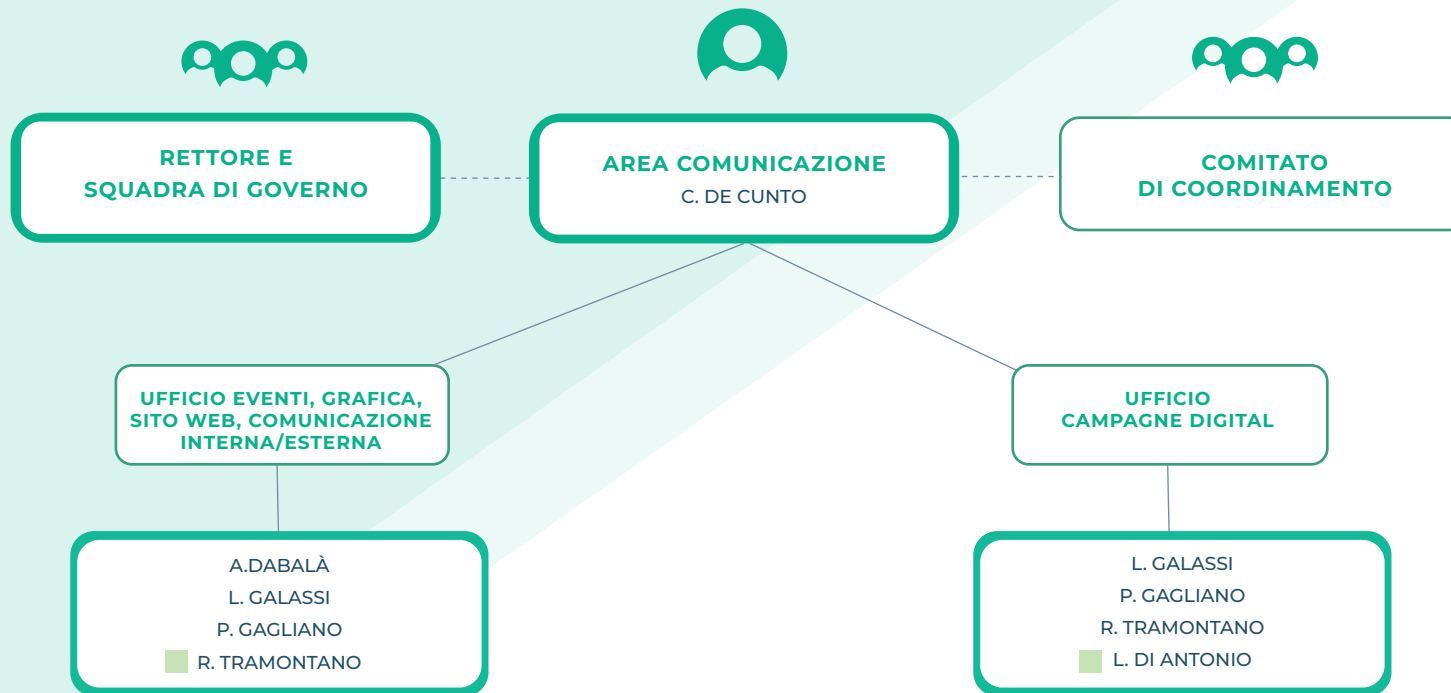 RETTORE E
SQUADRA DI GOVERNO
AREA COMUNICAZIONE
C. DE CUNTO
COMITATO
DI COORDINAMENTO
UFFICIO EVENTI, GRAFICA,
SITO WEB, COMUNICAZIONE
INTERNA/ESTERNA
UFFICIO
CAMPAGNE DIGITAL
A.DABALÀ
L. GALASSI
P. GAGLIANO
R. TRAMONTANO
L. GALASSI
P. GAGLIANO
R. TRAMONTANO
L. DI ANTONIO